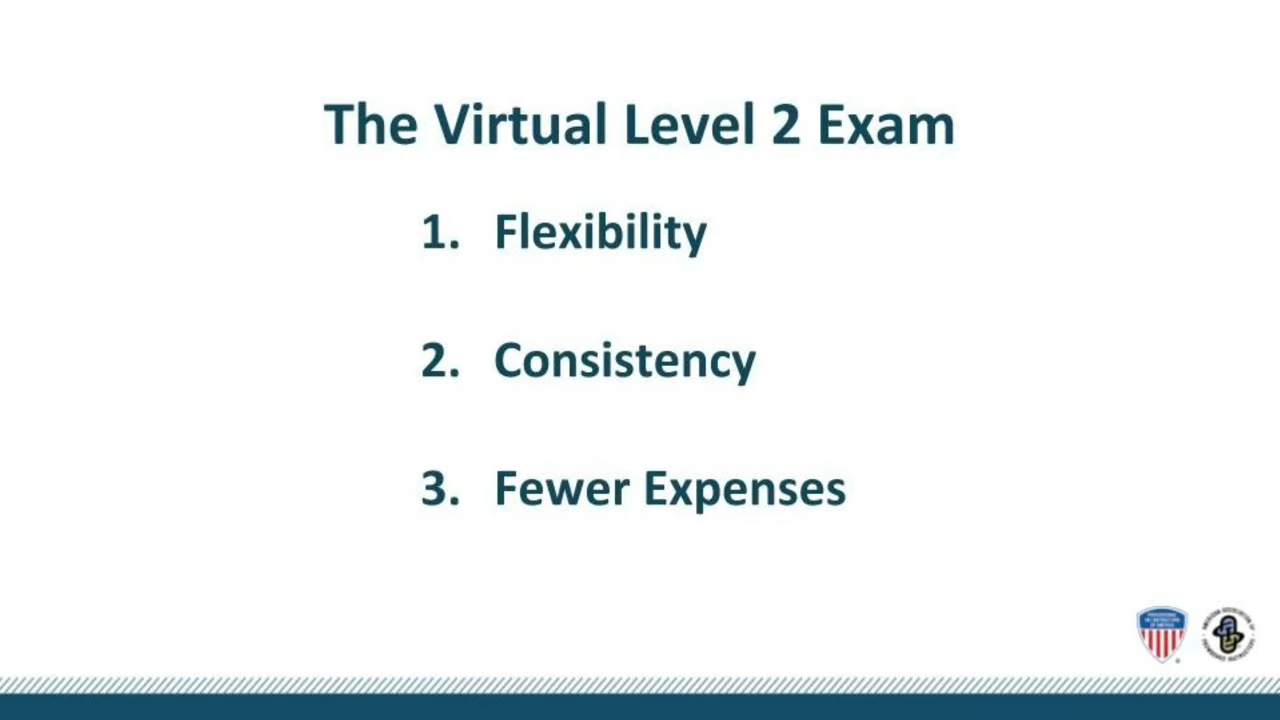 The Virtual Level 2 Exam
1. Flexibility
2. Consistency
3. Fewer Expenses